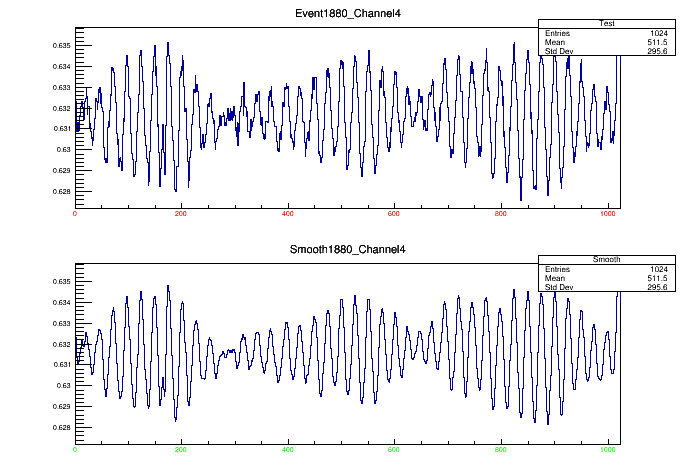 Event1880_Channel4
Test
Entries 1024
Mean 511.5
Std Dev 295.6
0.635
0.634
0.633
0.632
0.631
0.63
0.629
0.628
0 200 400 600 800 1000
Smooth1880_Channel4
Smooth
Entries 1024
Mean 511.5
Std Dev 295.6
0.635
0.634
0.633
0.632
0.631
0.63
0.629
0.628
0 200 400 600 800 1000